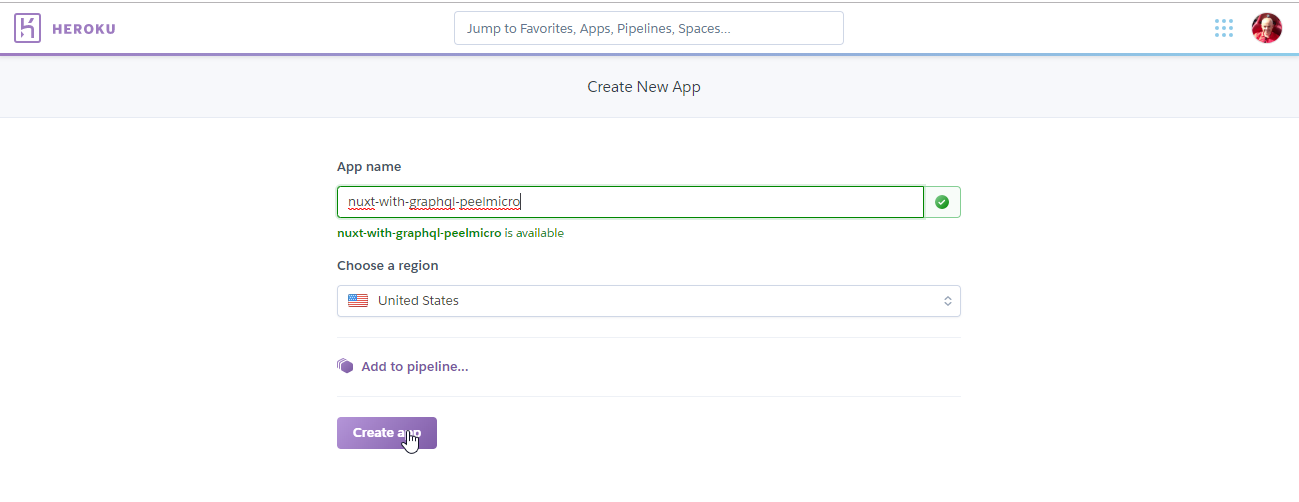 HEROKU
Jump to Favorites, Apps, Pipelines, Spaces...
Create New App
App name
nuxt-with-graphql-peelmicro
nuxt-with-graphql-peelmicro is available
Choose a region
United States
Add to pipeline...
Create app